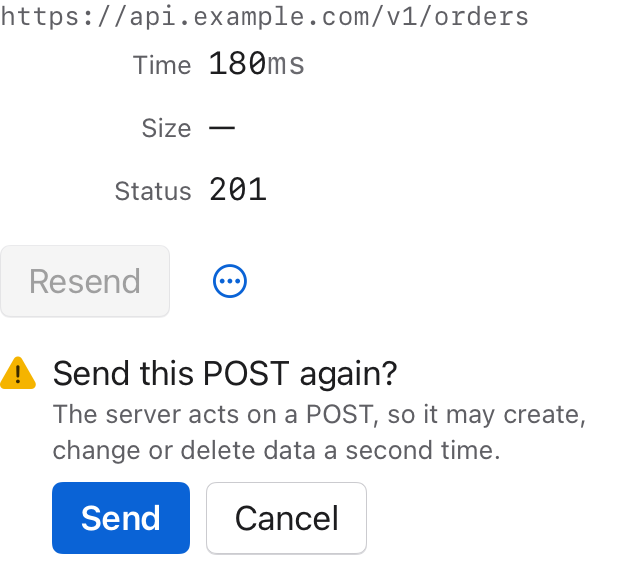 https://api.example.com/v1/orders
Time 180ms
Size —
Status 201
Resend
Send this POST again?
The server acts on a POST, so it may create,
change or delete data a second time.
Send Cancel